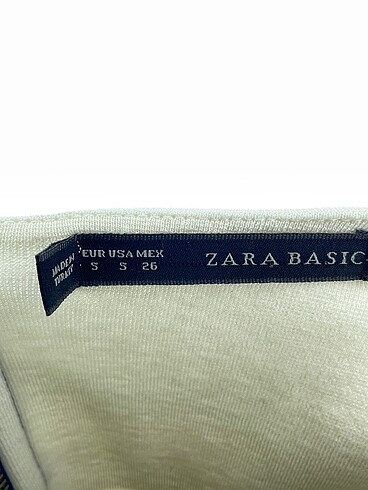 MADE IN
TURKEY
EUR USA MEX
S S 26
ZARA BASIC